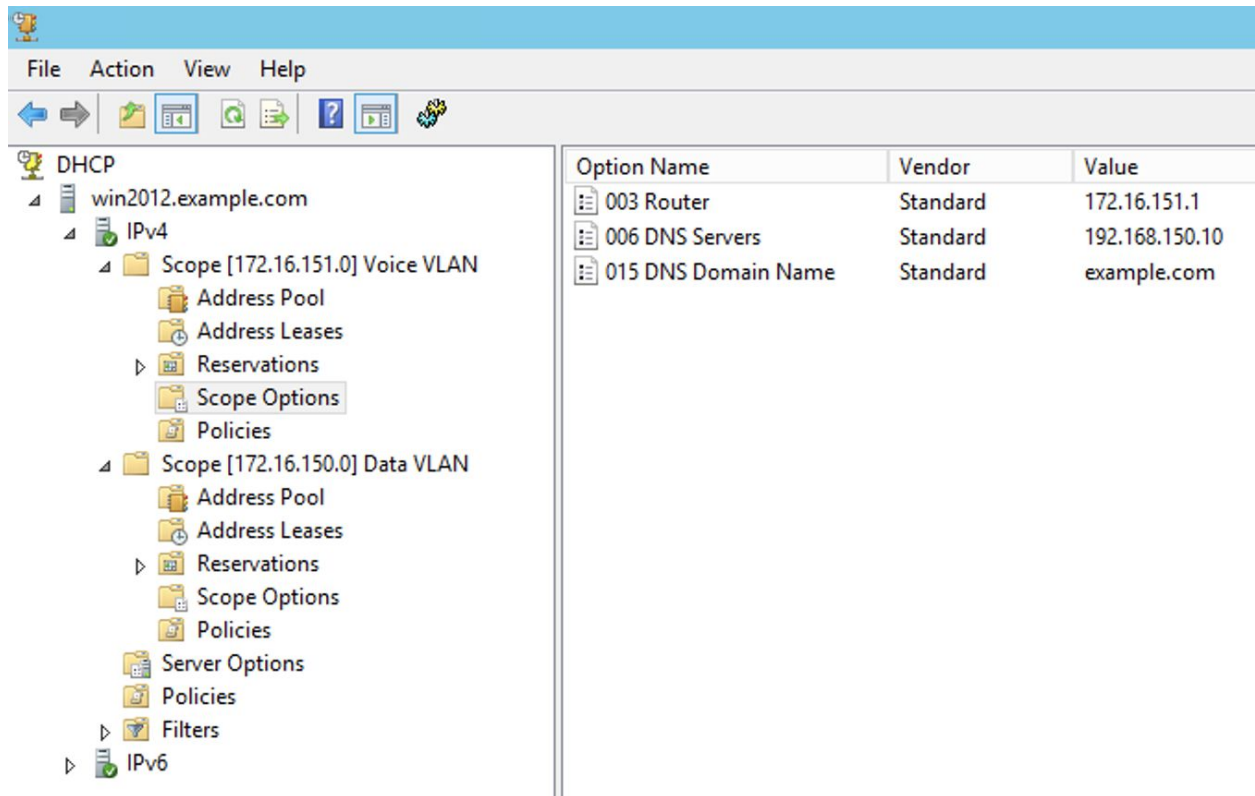 File Action View Help
DHCP
win2012.example.com
IPv4
Scope [172.16.151.0] Voice VLAN
Address Pool
Address Leases
Reservations
Scope Options
Policies
Scope [172.16.150.0] Data VLAN
Address Pool
Address Leases
Reservations
Scope Options
Policies
Server Options
Policies
Filters
IPv6
Option Name Vendor Value
003 Router Standard 172.16.151.1
006 DNS Servers Standard 192.168.150.10
015 DNS Domain Name Standard example.com